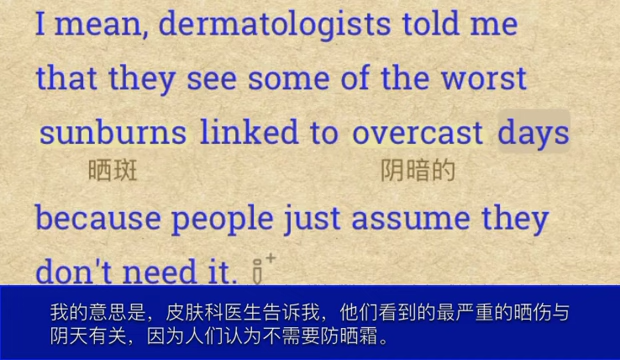 I mean, dermatologists told me
that they see some of the worst
sunburns linked to overcast days
晒斑 阴暗的
because people just assume they
don't need it.
我的意思是，皮肤科医生告诉我，他们看到的最严重的晒伤与
阴天有关，因为人们认为不需要防晒霜。